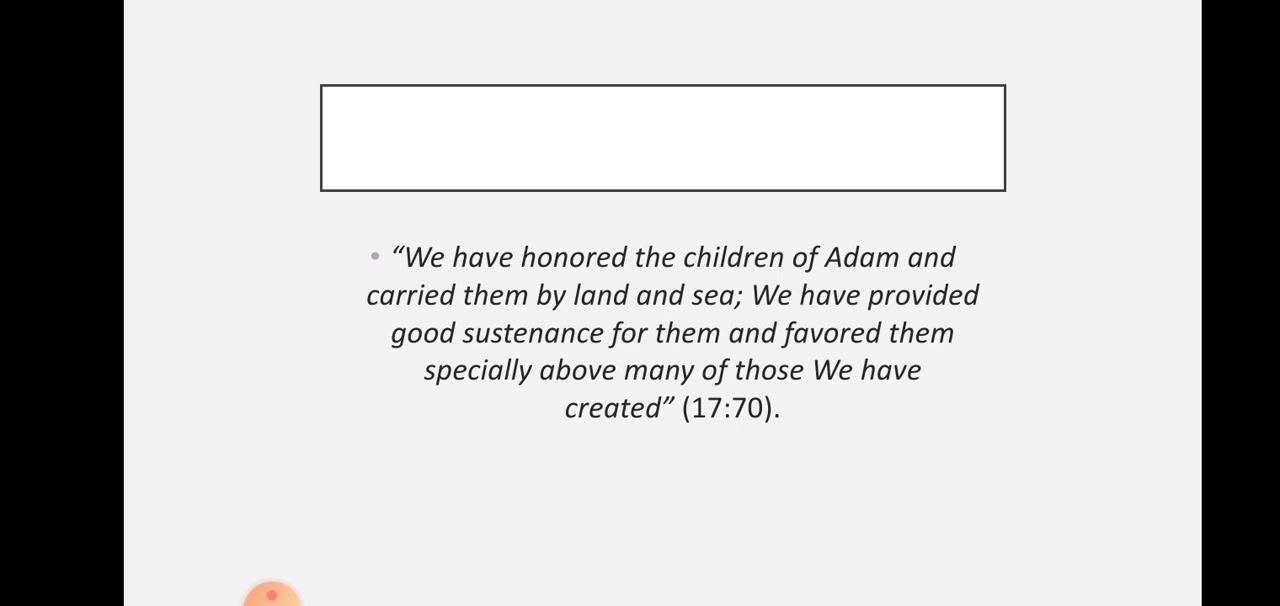 • “We have honored the children of Adam and
carried them by land and sea; We have provided
good sustenance for them and favored them
specially above many of those We have
created” (17:70).